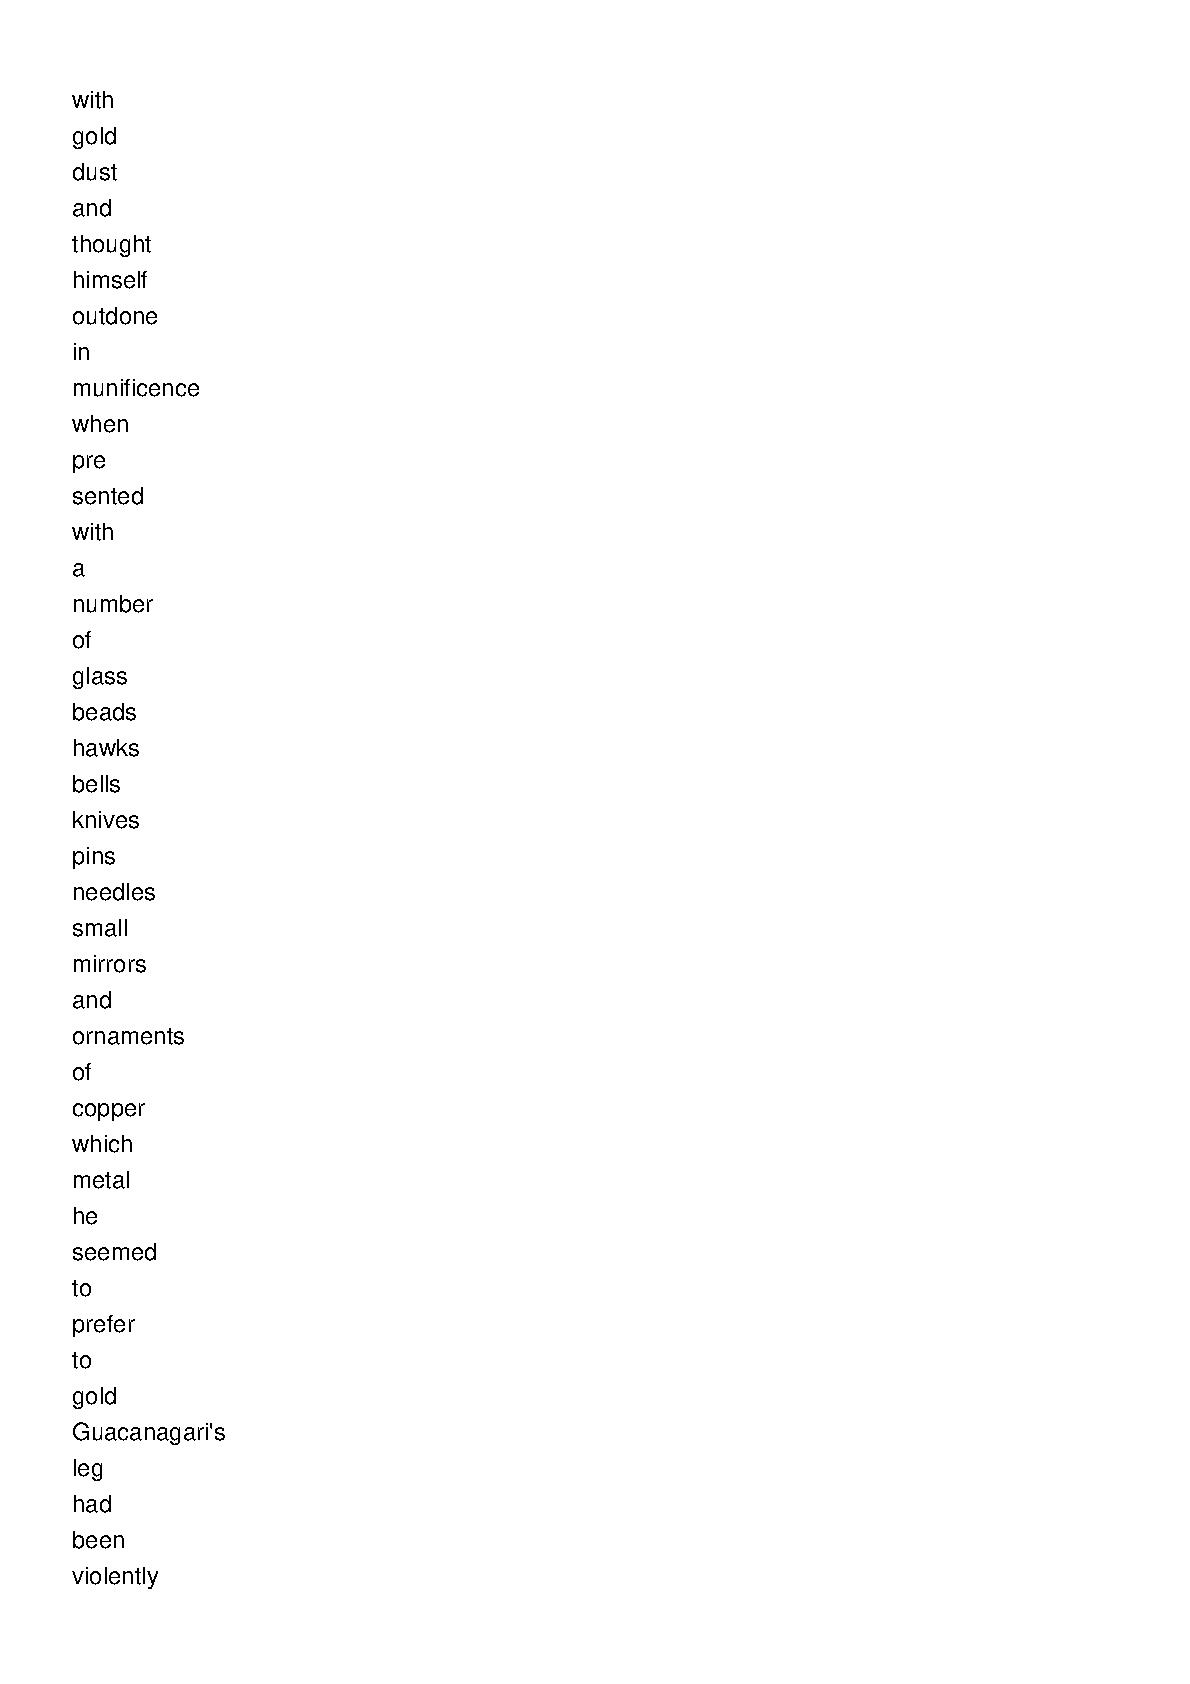 with
gold
dust
and
thought
himself
outdone
in
munificence
when
pre
sented
with
a
number
of
glass
beads
hawks
bells
knives
pins
needles
small
mirrors
and
ornaments
of
copper
which
metal
he
seemed
to
prefer
to
gold
Guacanagari's
leg
had
been
violently